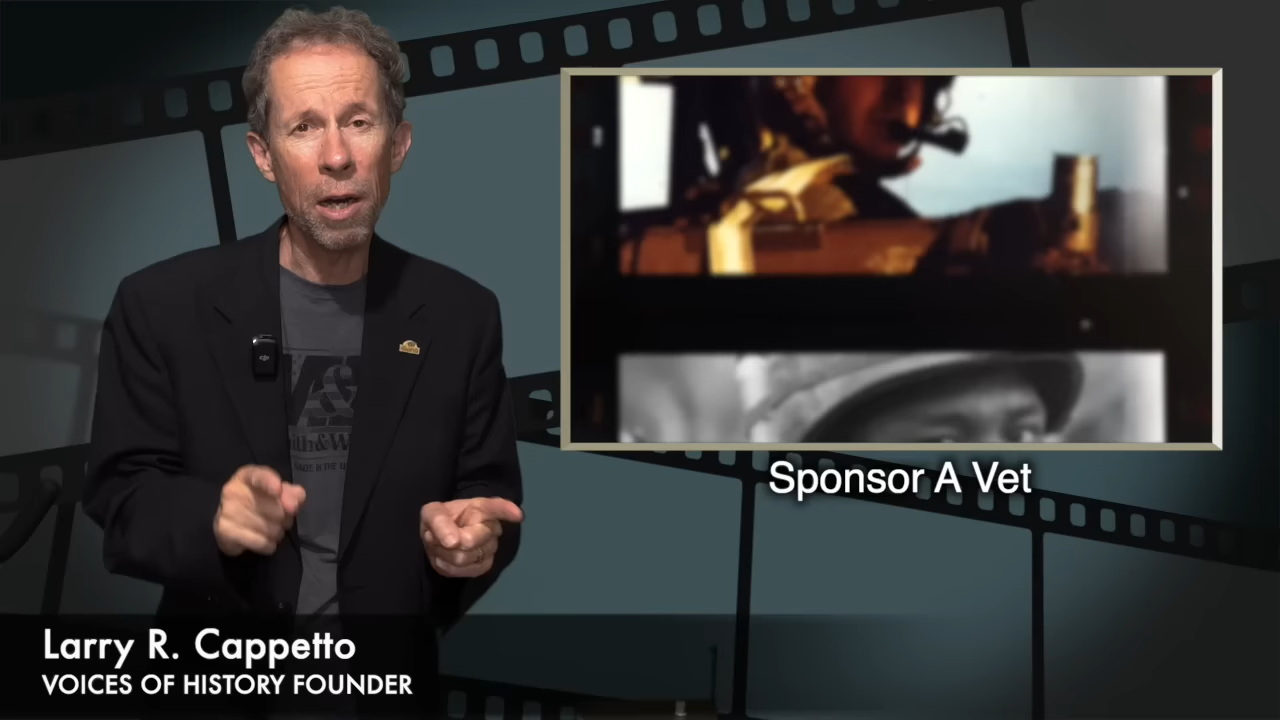 Sponsor A Vet
Larry R. Cappetto
VOICES OF HISTORY FOUNDER